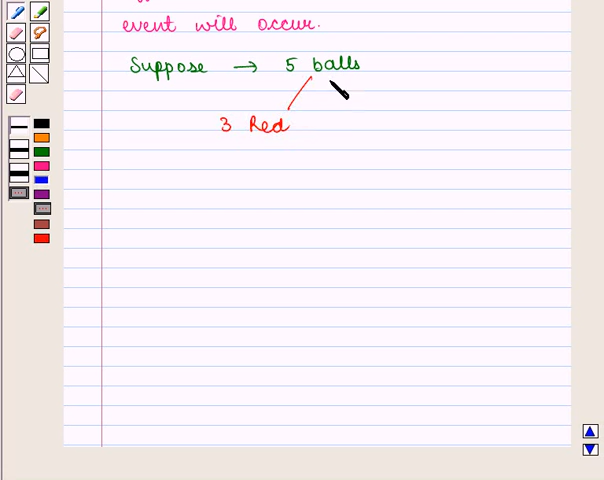 event will occur.
Suppose → 5 balls
3 Red